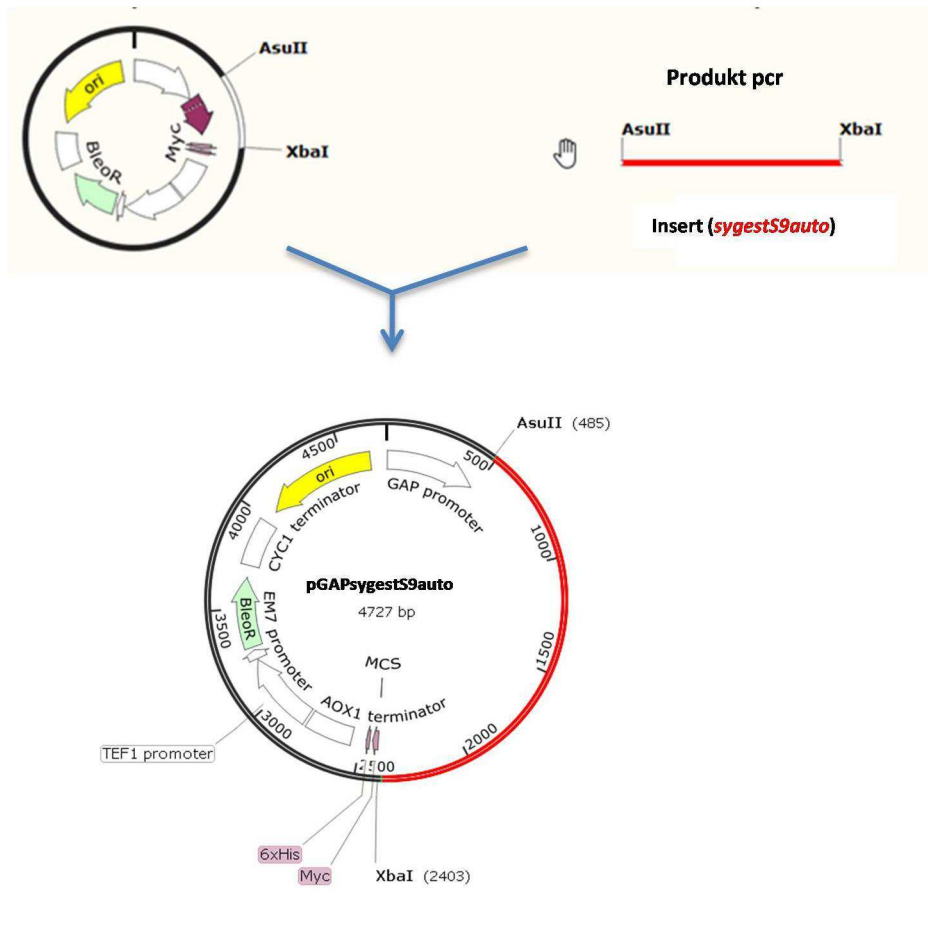 AsuII
ori
Myc
BleoR
XbaI
Produkt pcr
AsuII
XbaI
Insert (sygestS9auto)
AsuII (485)
4500
500
ori
GAP promoter
CYC1 terminator
4000
1000
pGAPsygestS9auto
4727 bp
BleoR
EM7 promoter
3500
1500
MCS
AOX1 terminator
3000
2000
TEF1 promoter
2500
6xHis
Myc
XbaI (2403)